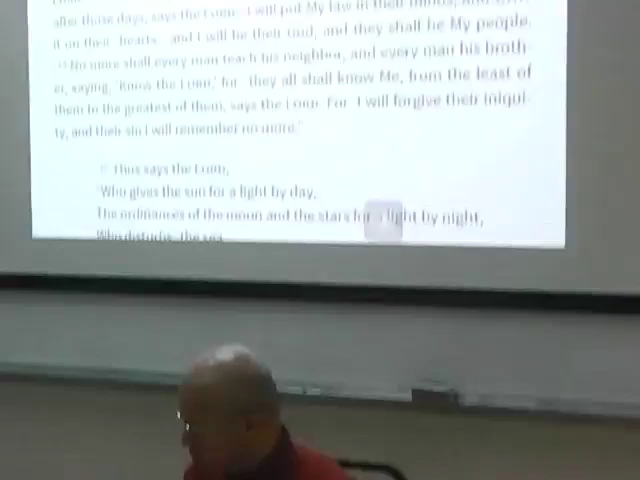 after those days, says the LORD: I will put My law in their minds, and
it on their hearts; and I will be their God, and they shall be My people.
No more shall every man teach his neighbor, and every man his broth-
er, saying, 'Know the LORD,' for they all shall know Me, from the least of
them to the greatest of them, says the LORD. For I will forgive their iniqui-
ty, and their sin I will remember no more."
Thus says the LORD,
Who gives the sun for a light by day,
The ordinances of the moon and the stars for a light by night,
Who disturbs the sea